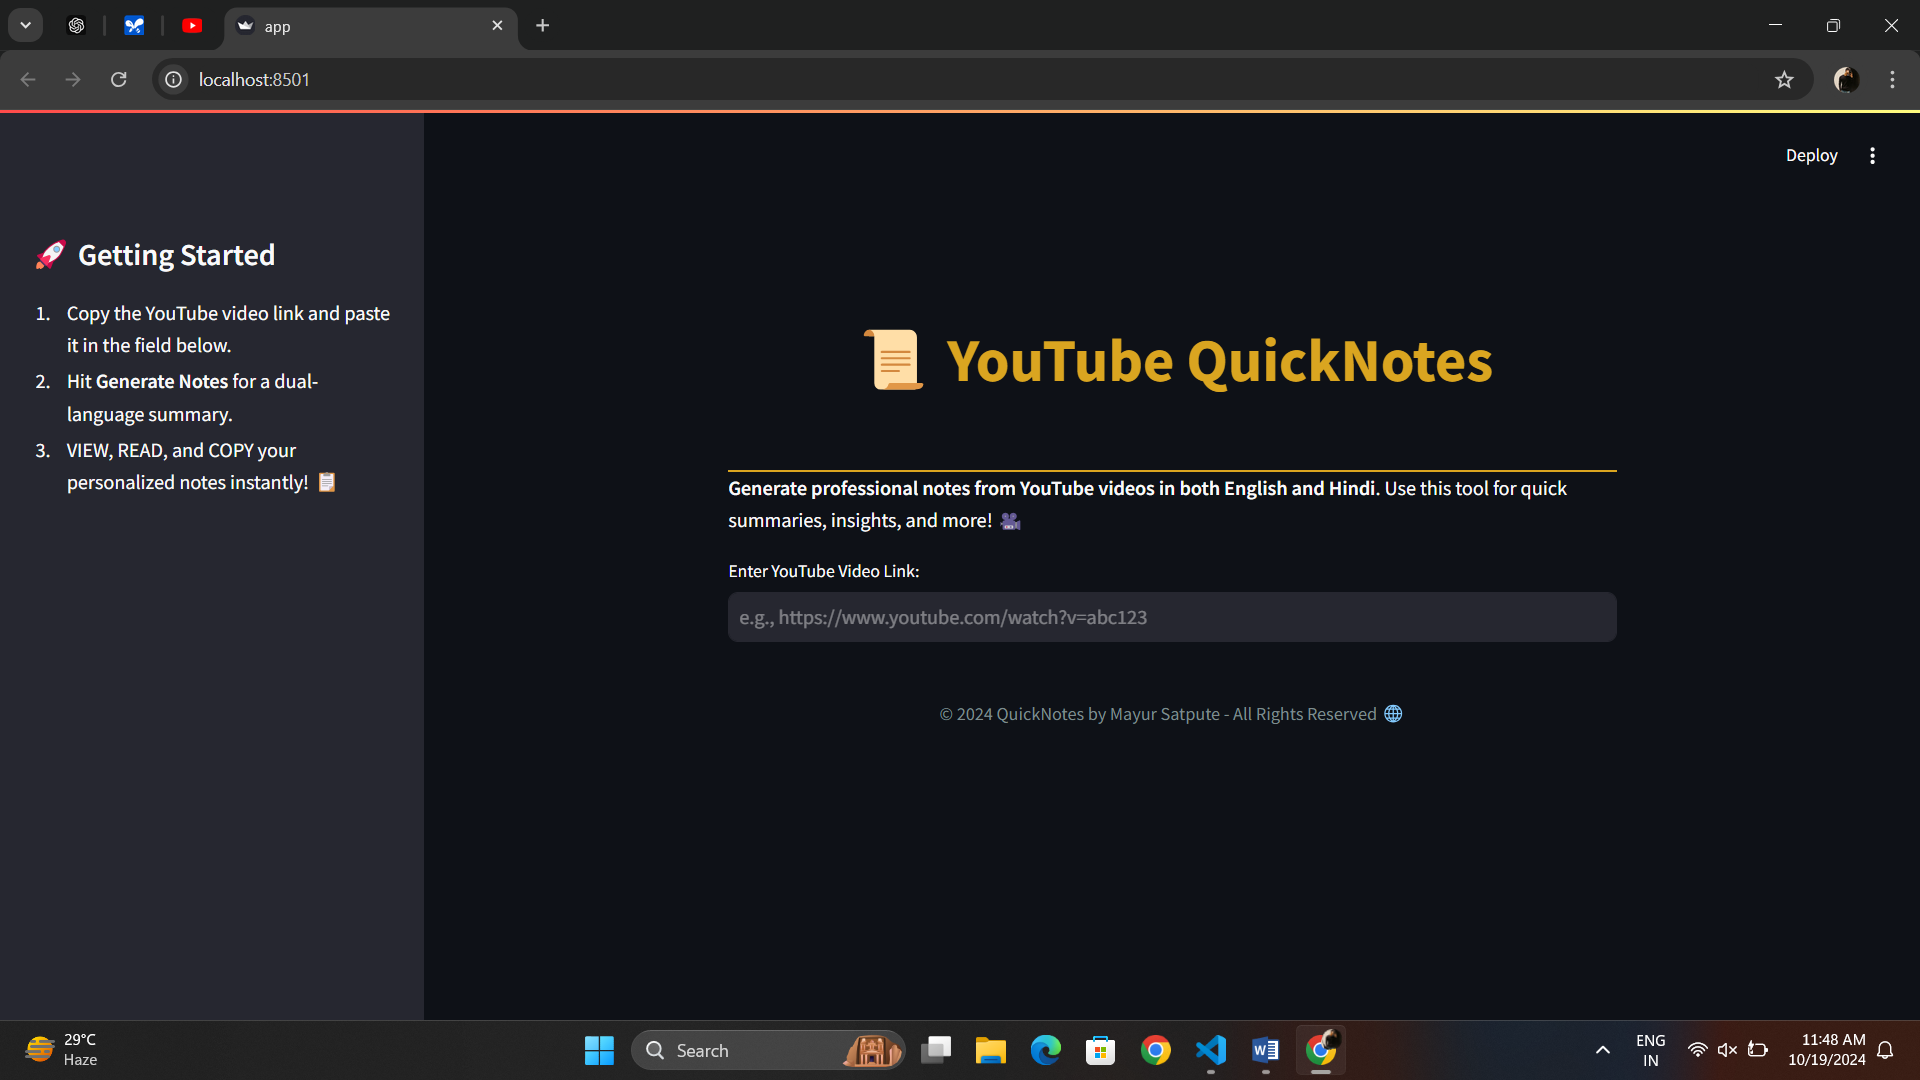 app
localhost:8501
Deploy
Getting Started
1. Copy the YouTube video link and paste
it in the field below.
2. Hit Generate Notes for a dual-
language summary.
3. VIEW, READ, and COPY your
personalized notes instantly!
YouTube QuickNotes
Generate professional notes from YouTube videos in both English and Hindi. Use this tool for quick
summaries, insights, and more!
Enter YouTube Video Link:
e.g., https://www.youtube.com/watch?v=abc123
© 2024 QuickNotes by Mayur Satpute - All Rights Reserved
29°C
Haze
Search
ENG
IN
11:48 AM
10/19/2024